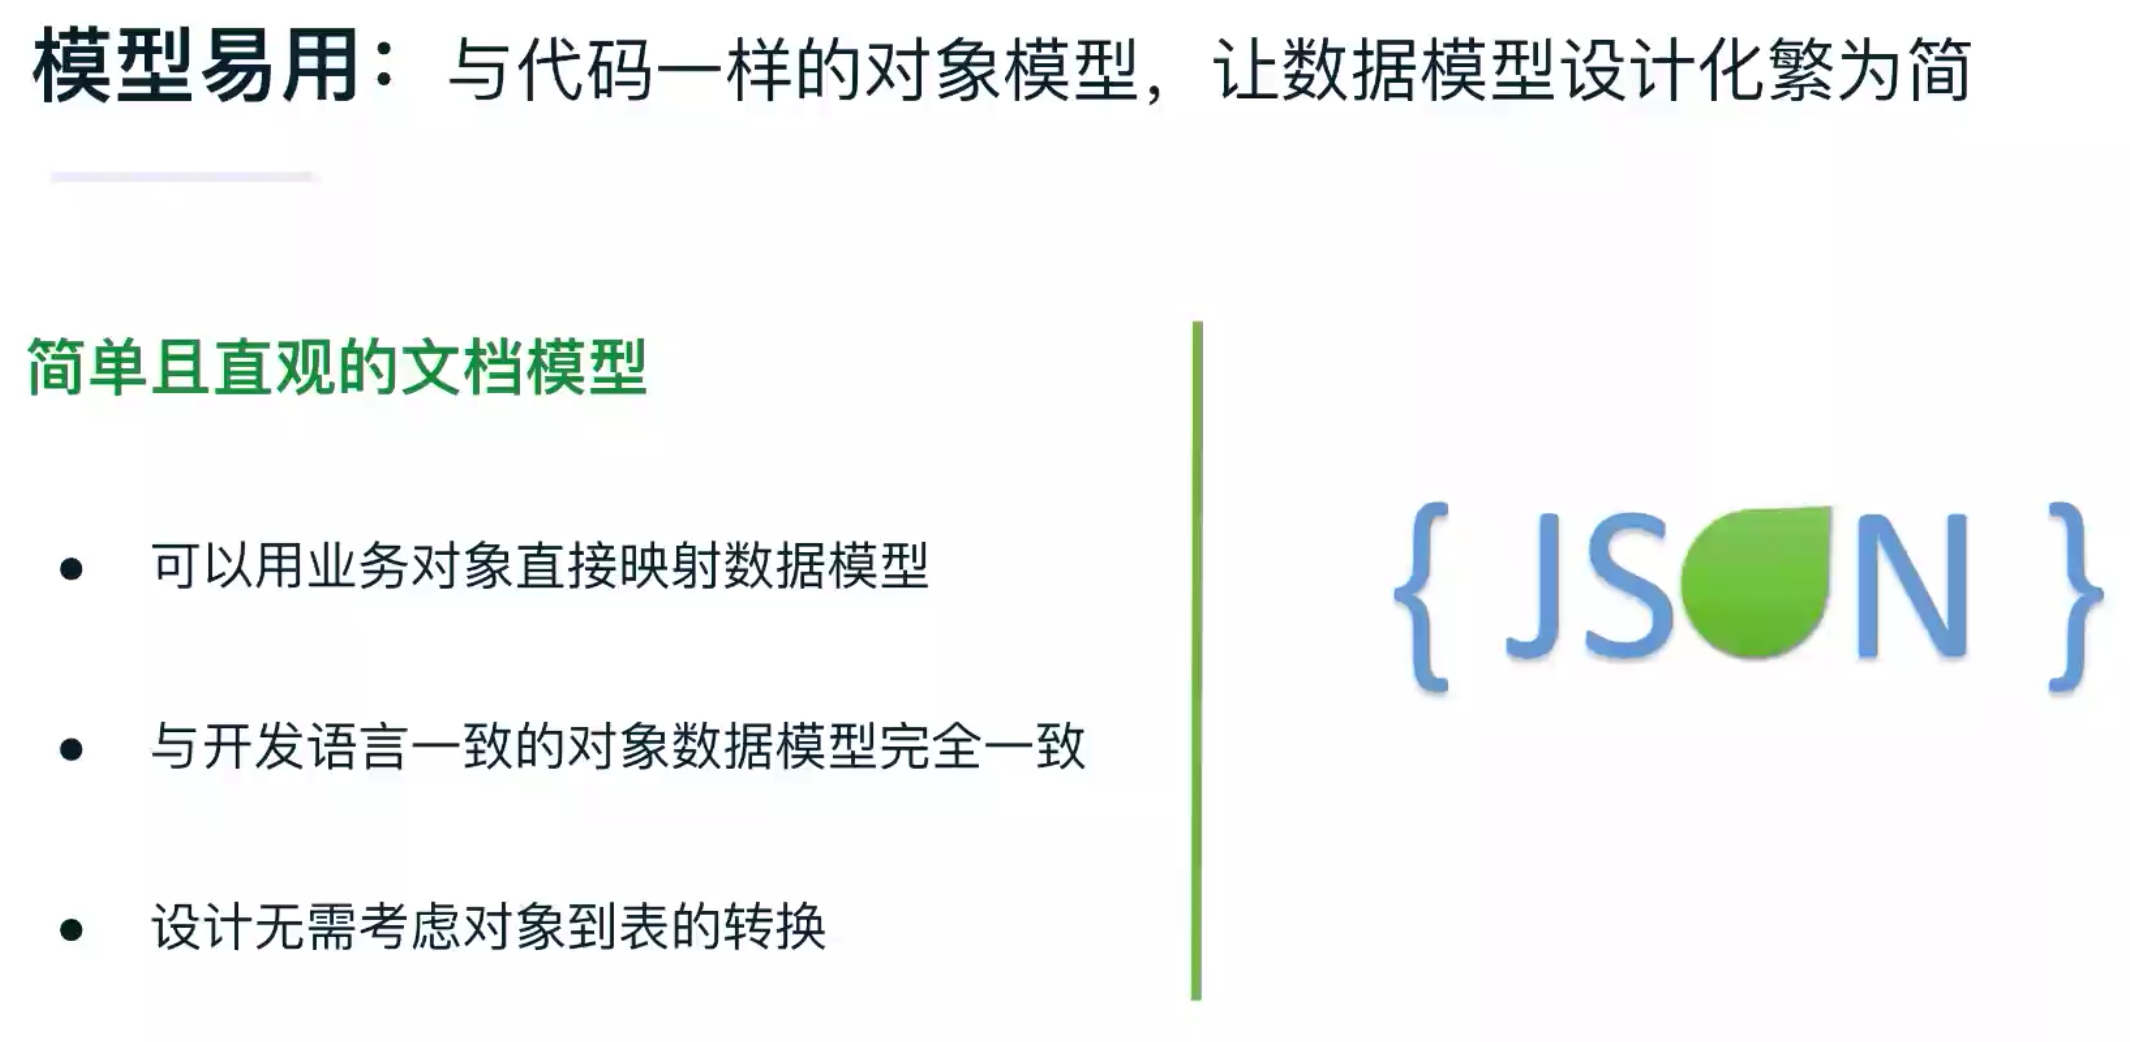 模型易用： 与代码一样的对象模型，让数据模型设计化繁为简
简单且直观的文档模型
● 可以用业务对象直接映射数据模型
● 与开发语言一致的对象数据模型完全一致
● 设计无需考虑对象到表的转换
{ JSON }